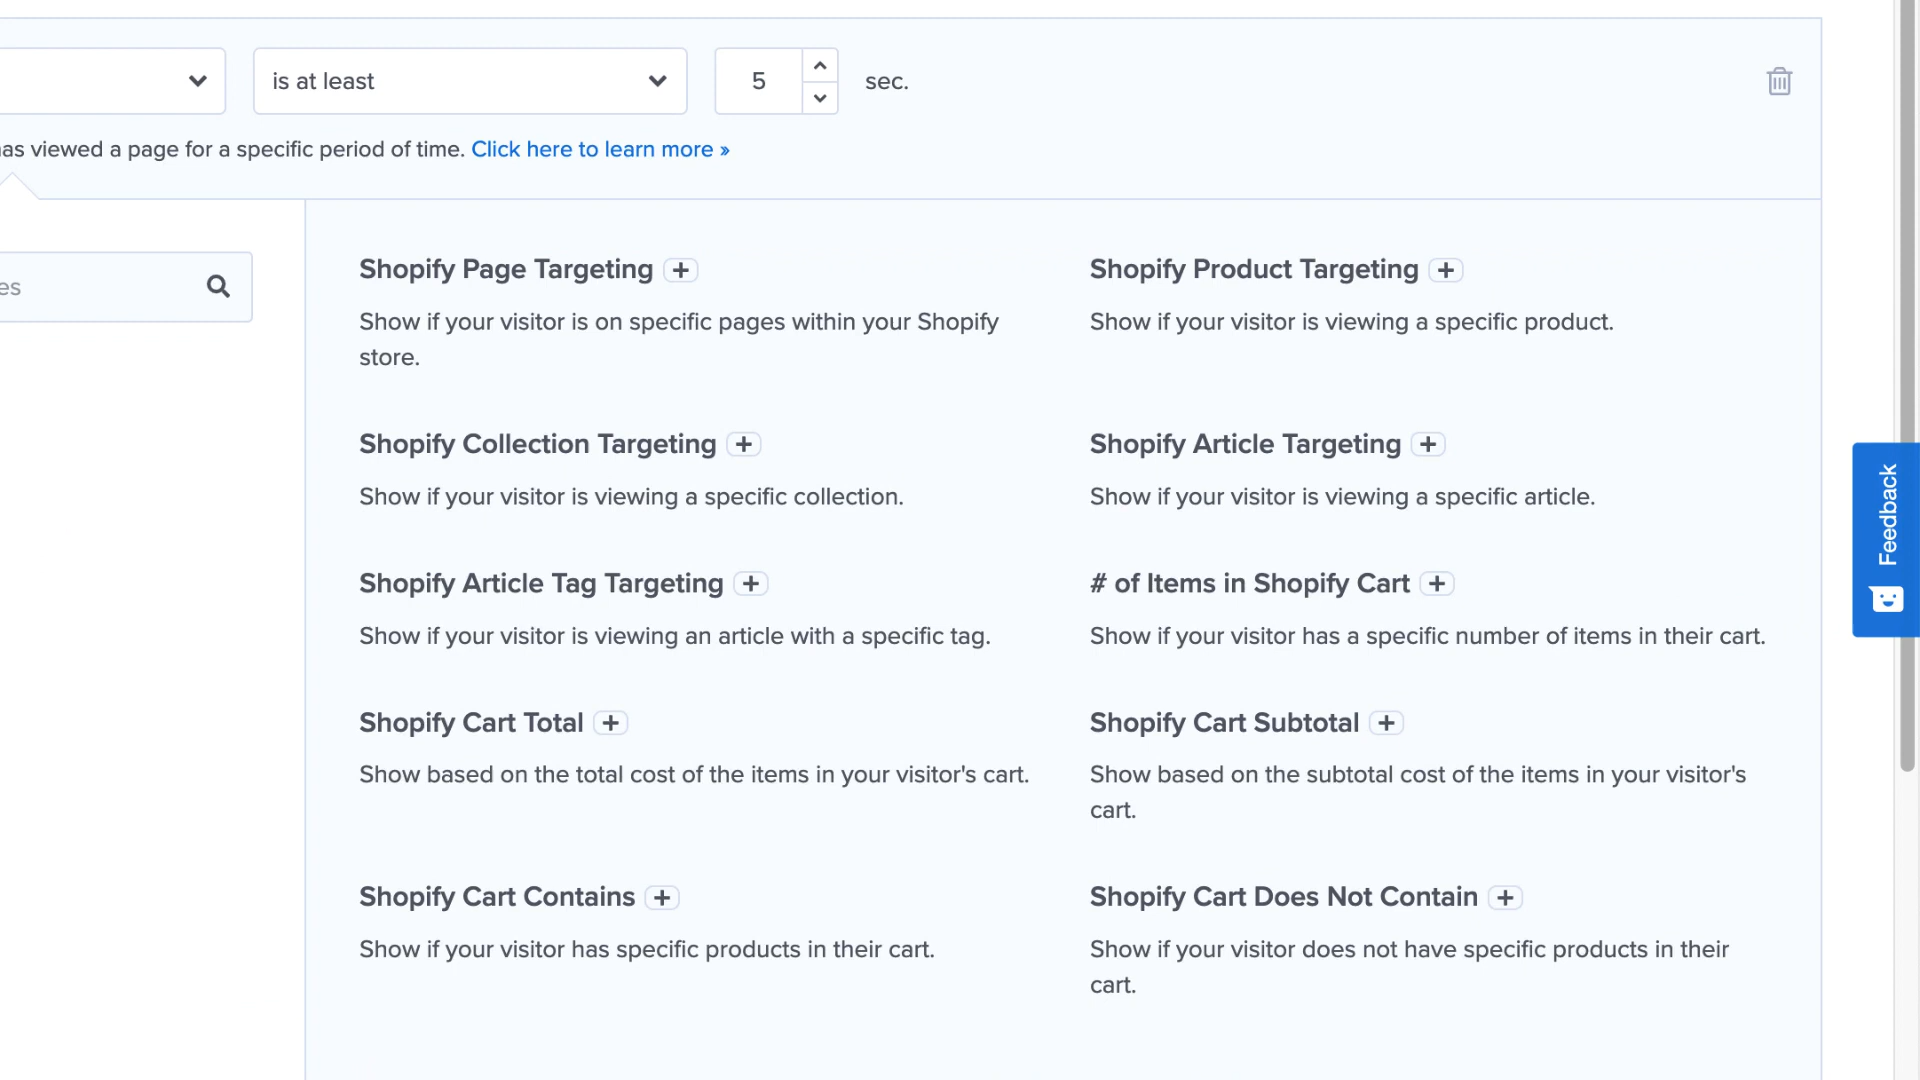 is at least
5
sec.
as viewed a page for a specific period of time. Click here to learn more »
es
Shopify Page Targeting +
Show if your visitor is on specific pages within your Shopify
store.
Shopify Product Targeting +
Show if your visitor is viewing a specific product.
Shopify Collection Targeting +
Show if your visitor is viewing a specific collection.
Shopify Article Targeting +
Show if your visitor is viewing a specific article.
Shopify Article Tag Targeting +
Show if your visitor is viewing an article with a specific tag.
# of Items in Shopify Cart +
Show if your visitor has a specific number of items in their cart.
Shopify Cart Total +
Show based on the total cost of the items in your visitor's cart.
Shopify Cart Subtotal +
Show based on the subtotal cost of the items in your visitor's
cart.
Shopify Cart Contains +
Show if your visitor has specific products in their cart.
Shopify Cart Does Not Contain +
Show if your visitor does not have specific products in their
cart.
Feedback